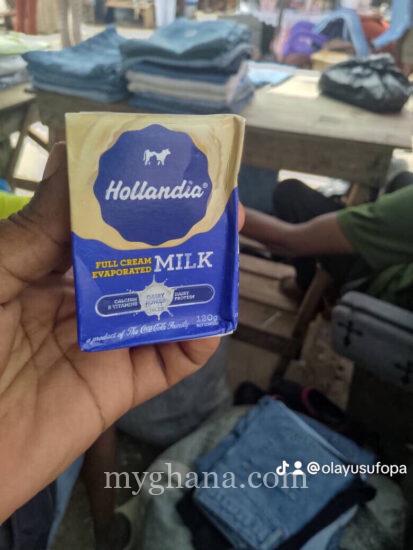 Hollandia®
FULL CREAM
EVAPORATED MILK
CALCIUM
& VITAMINS
DAIRY
DAIRY
PROTEIN
a product of The Coca-Cola Family
120g
@olayusufopa
myghana.com